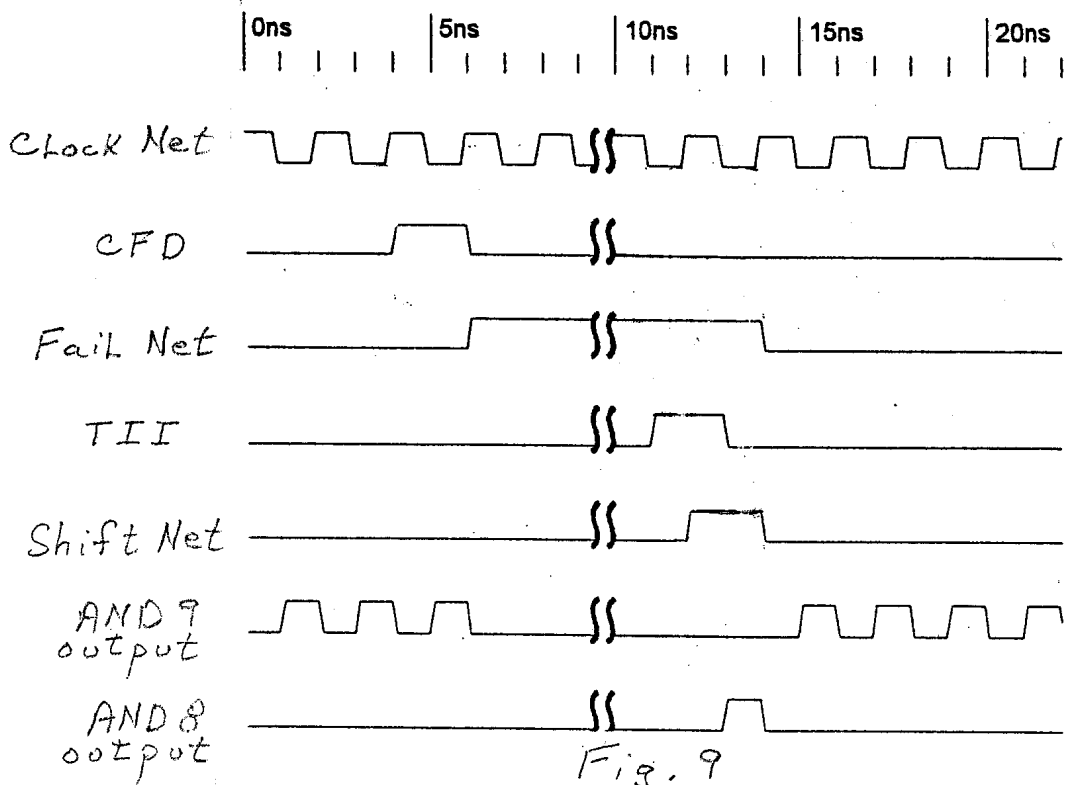 0ns 5ns 10ns 15ns 20ns
CLock Net
CFD
FaiL Net
TII
Shift Net
AND 9
output
AND 8
output
Fig. 9